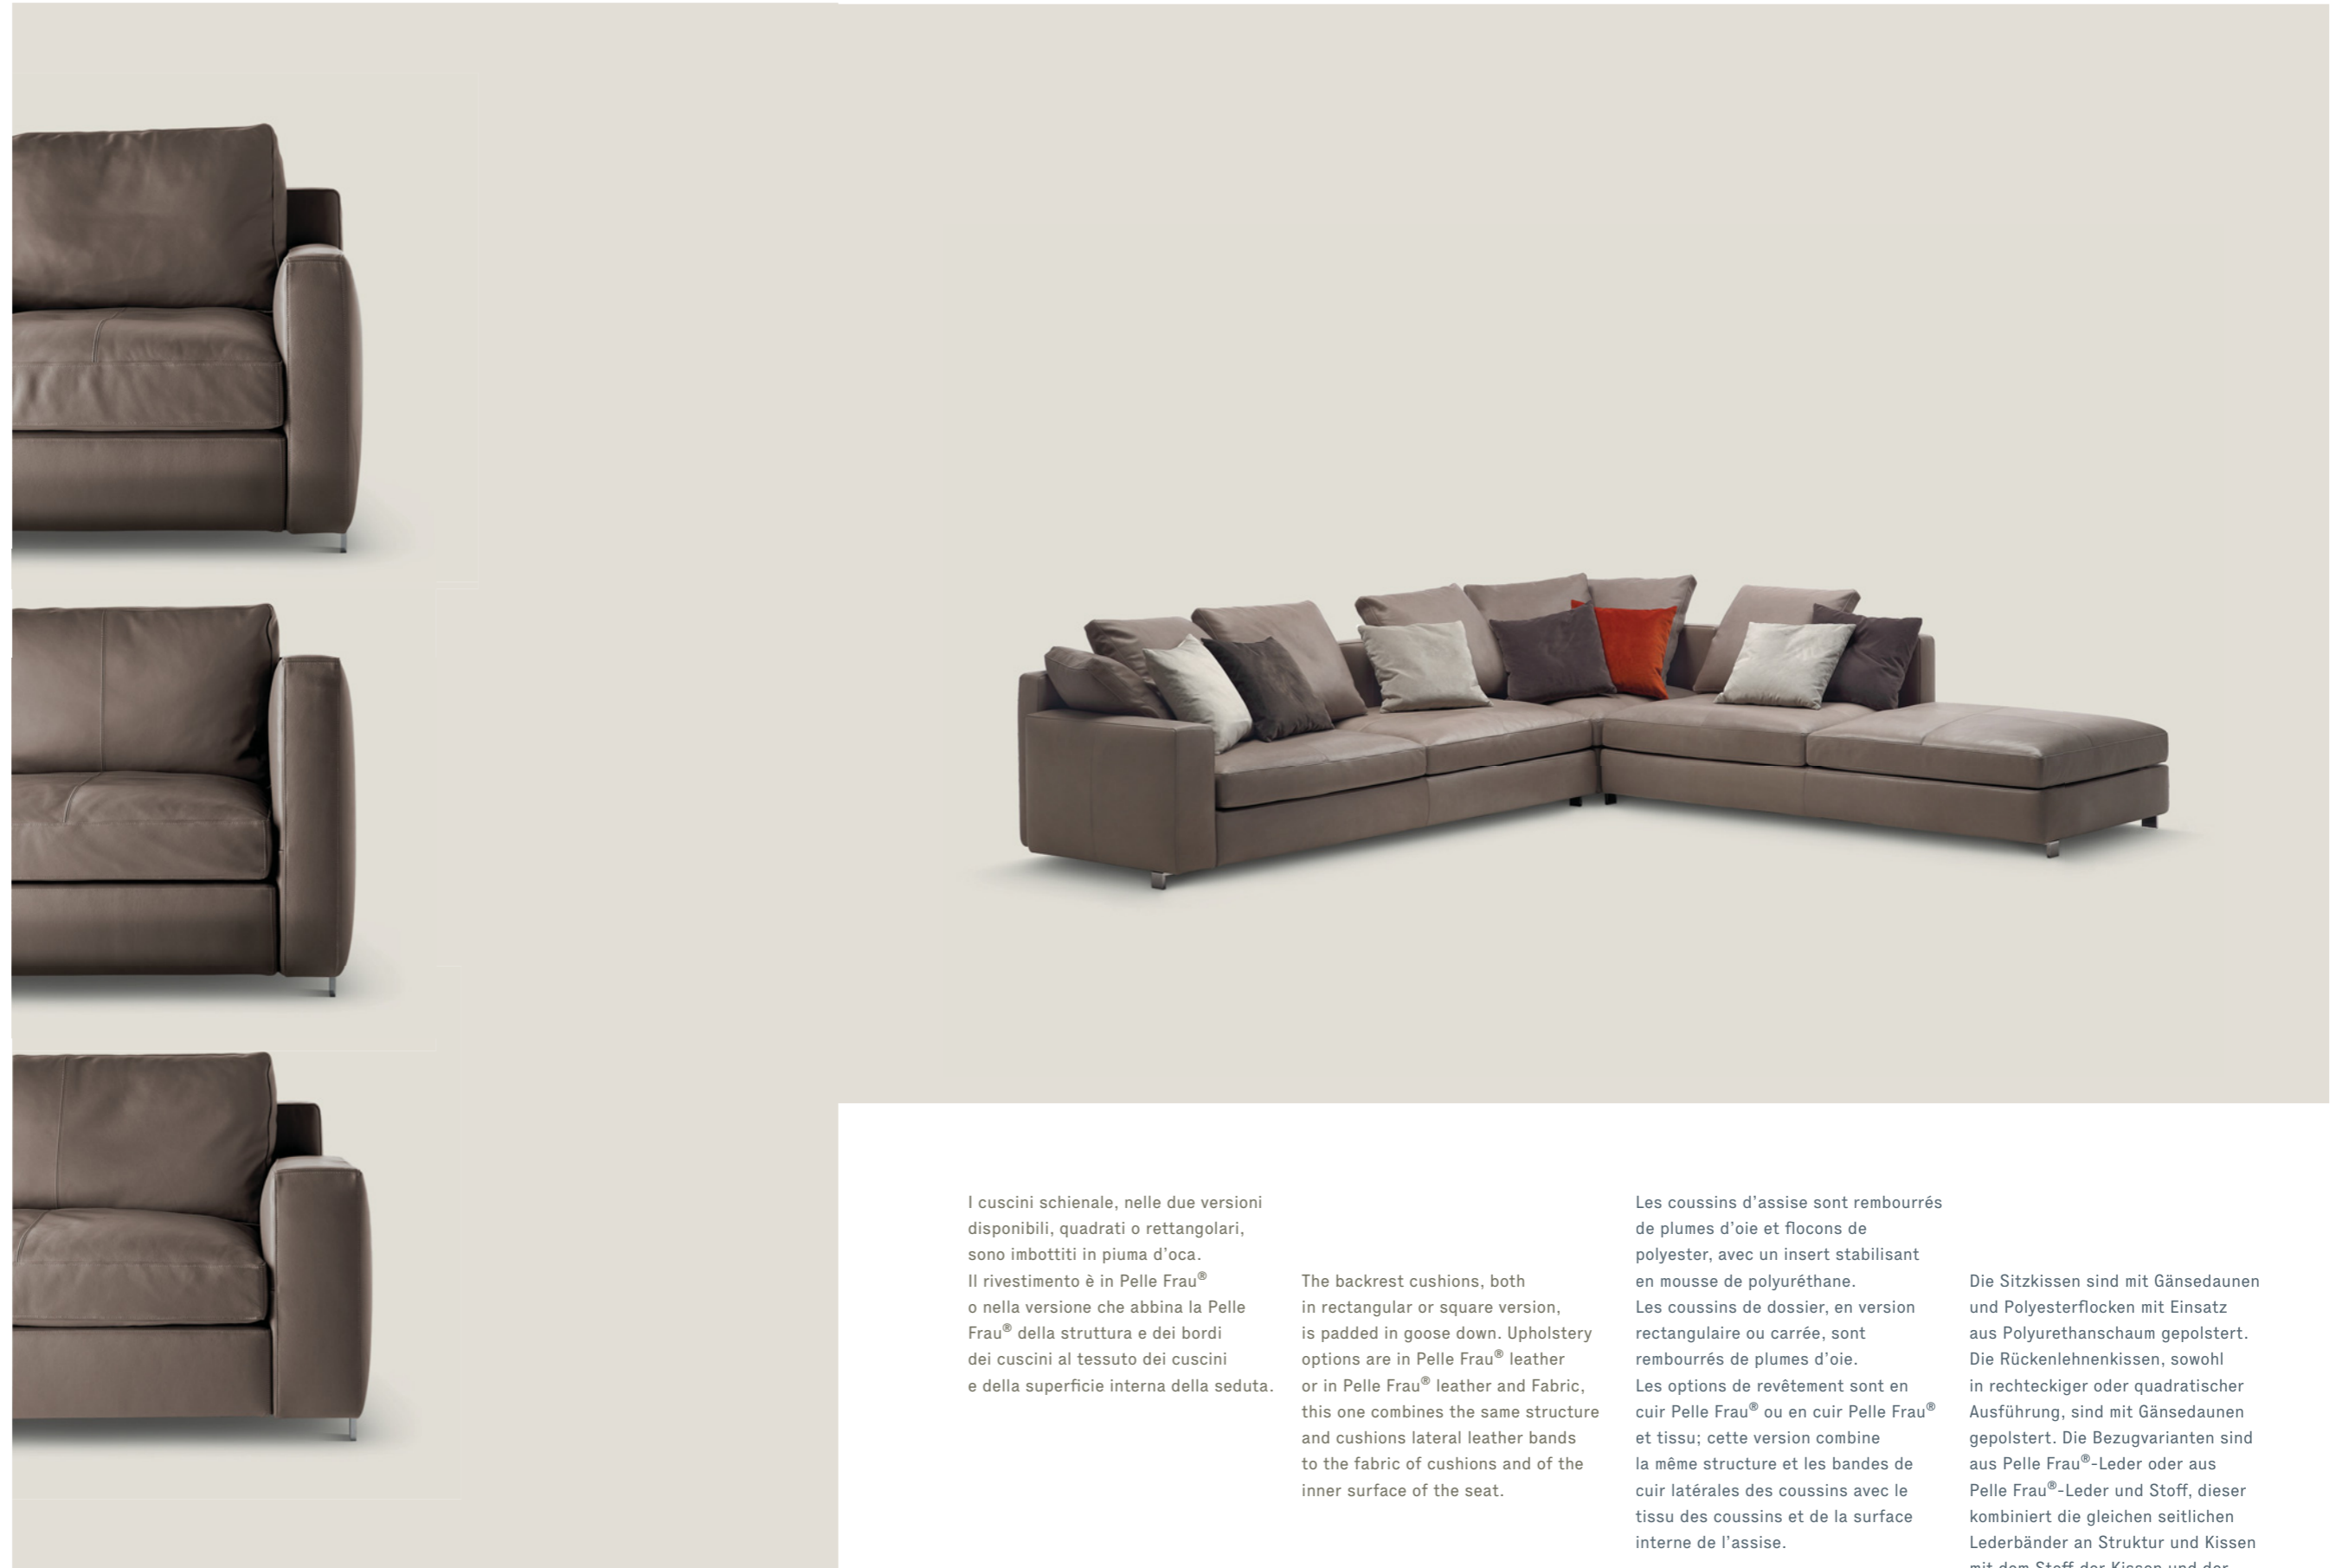 I cuscini schienale, nelle due versioni
disponibili, quadrati o rettangolari,
sono imbottiti in piuma d’oca.
Il rivestimento è in Pelle Frau®
o nella versione che abbina la Pelle
Frau® della struttura e dei bordi
dei cuscini al tessuto dei cuscini
e della superficie interna della seduta.
The backrest cushions, both
in rectangular or square version,
is padded in goose down. Upholstery
options are in Pelle Frau® leather
or in Pelle Frau® leather and Fabric,
this one combines the same structure
and cushions lateral leather bands
to the fabric of cushions and of the
inner surface of the seat.
Les coussins d’assise sont rembourrés
de plumes d’oie et flocons de
polyester, avec un insert stabilisant
en mousse de polyuréthane.
Les coussins de dossier, en version
rectangulaire ou carrée, sont
rembourrés de plumes d’oie.
Les options de revêtement sont en
cuir Pelle Frau® ou en cuir Pelle Frau®
et tissu; cette version combine
la même structure et les bandes de
cuir latérales des coussins avec le
tissu des coussins et de la surface
interne de l’assise.
Die Sitzkissen sind mit Gänsedaunen
und Polyesterflocken mit Einsatz
aus Polyurethanschaum gepolstert.
Die Rückenlehnenkissen, sowohl
in rechteckiger oder quadratischer
Ausführung, sind mit Gänsedaunen
gepolstert. Die Bezugvarianten sind
aus Pelle Frau®-Leder oder aus
Pelle Frau®-Leder und Stoff, dieser
kombiniert die gleichen seitlichen
Lederbänder an Struktur und Kissen
mit dem Stoff der Kissen und der